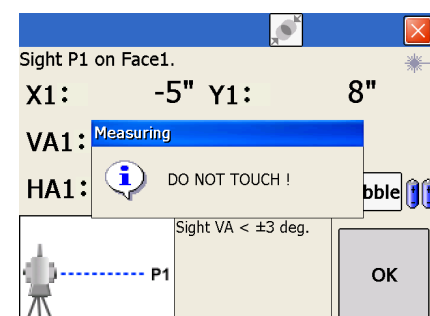 Sight P1 on Face1.
X1: -5" Y1: 8"
VA1:
Measuring
DO NOT TOUCH !
HA1:
bble
Sight VA < ±3 deg.
P1
OK